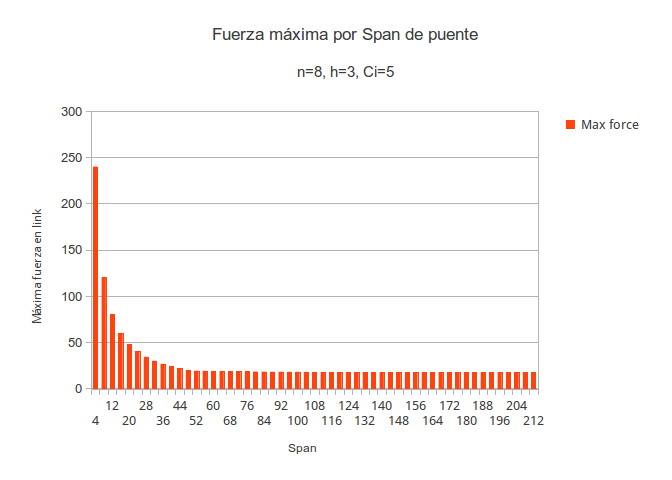 Fuerza máxima por Span de puente
n=8, h=3, Ci=5
Max force
Máxima fuerza en link
300
250
200
150
100
50
0
12 28 44 60 76 92 108 124 140 156 172 188 204
4 20 36 52 68 84 100 116 132 148 164 180 196 212
Span